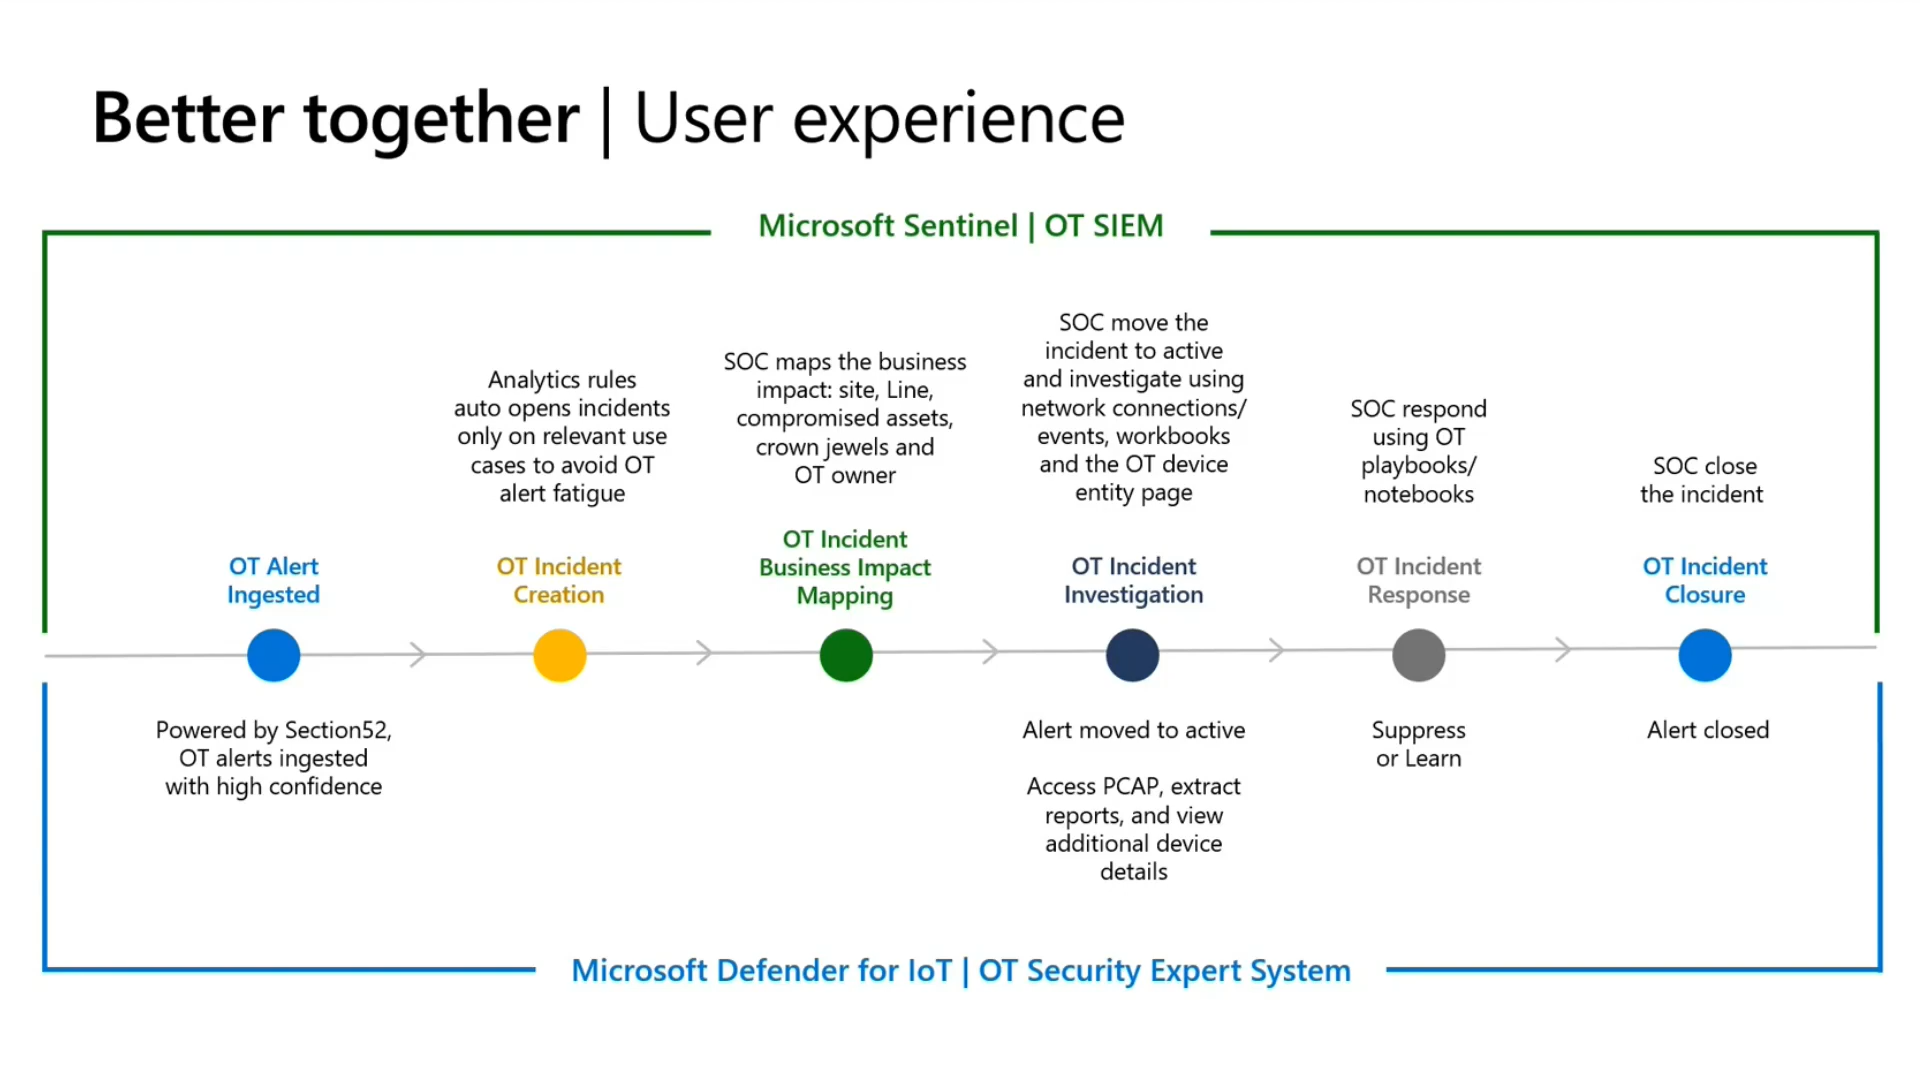 Better together | User experience
Microsoft Sentinel | OT SIEM
Analytics rules
auto opens incidents
only on relevant use
cases to avoid OT
alert fatigue
SOC maps the business
impact: site, Line,
compromised assets,
crown jewels and
OT owner
SOC move the
incident to active
and investigate using
network connections/
events, workbooks
and the OT device
entity page
SOC respond
using OT
playbooks/
notebooks
SOC close
the incident
OT Alert
Ingested
OT Incident
Creation
OT Incident
Business Impact
Mapping
OT Incident
Investigation
OT Incident
Response
OT Incident
Closure
Powered by Section52,
OT alerts ingested
with high confidence
Alert moved to active
Access PCAP, extract
reports, and view
additional device
details
Suppress
or Learn
Alert closed
Microsoft Defender for IoT | OT Security Expert System